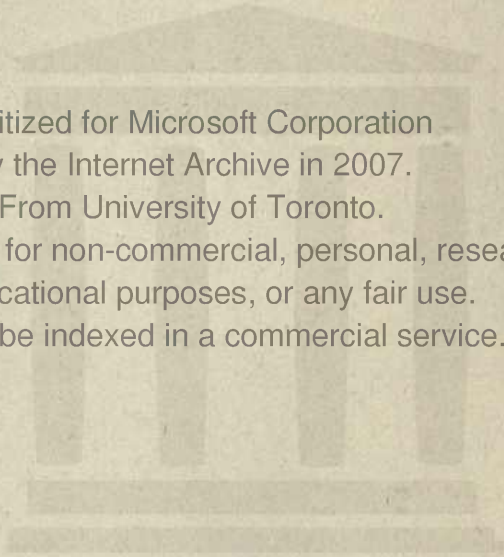 itized for Microsoft Corporation
the Internet Archive in 2007.
From University of Toronto.
for non-commercial, personal,
cational purposes, or any fair use.
be indexed in a commercial service.